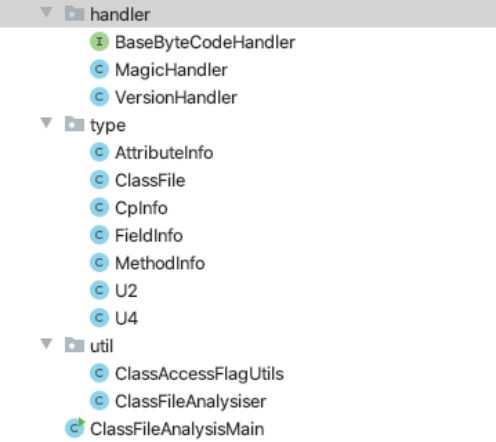 handler
BaseByteCodeHandler
MagicHandler
VersionHandler
type
AttributeInfo
ClassFile
CpInfo
FieldInfo
MethodInfo
U2
U4
util
ClassAccessFlagUtils
ClassFileAnalysiser
ClassFileAnalysisMain